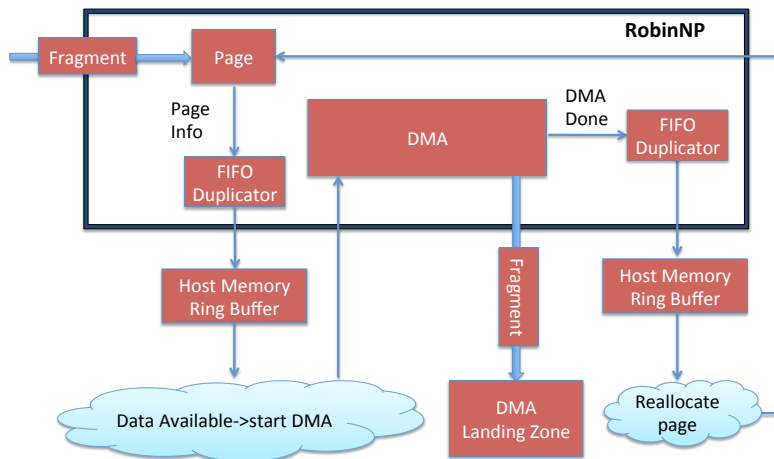 RobinNP
Fragment
Page
Page
Info
DMA
DMA
Done
FIFO
Duplicator
FIFO
Duplicator
Host Memory
Ring Buffer
Fragment
Host Memory
Ring Buffer
Data Available->start DMA
DMA
Landing Zone
Reallocate
page